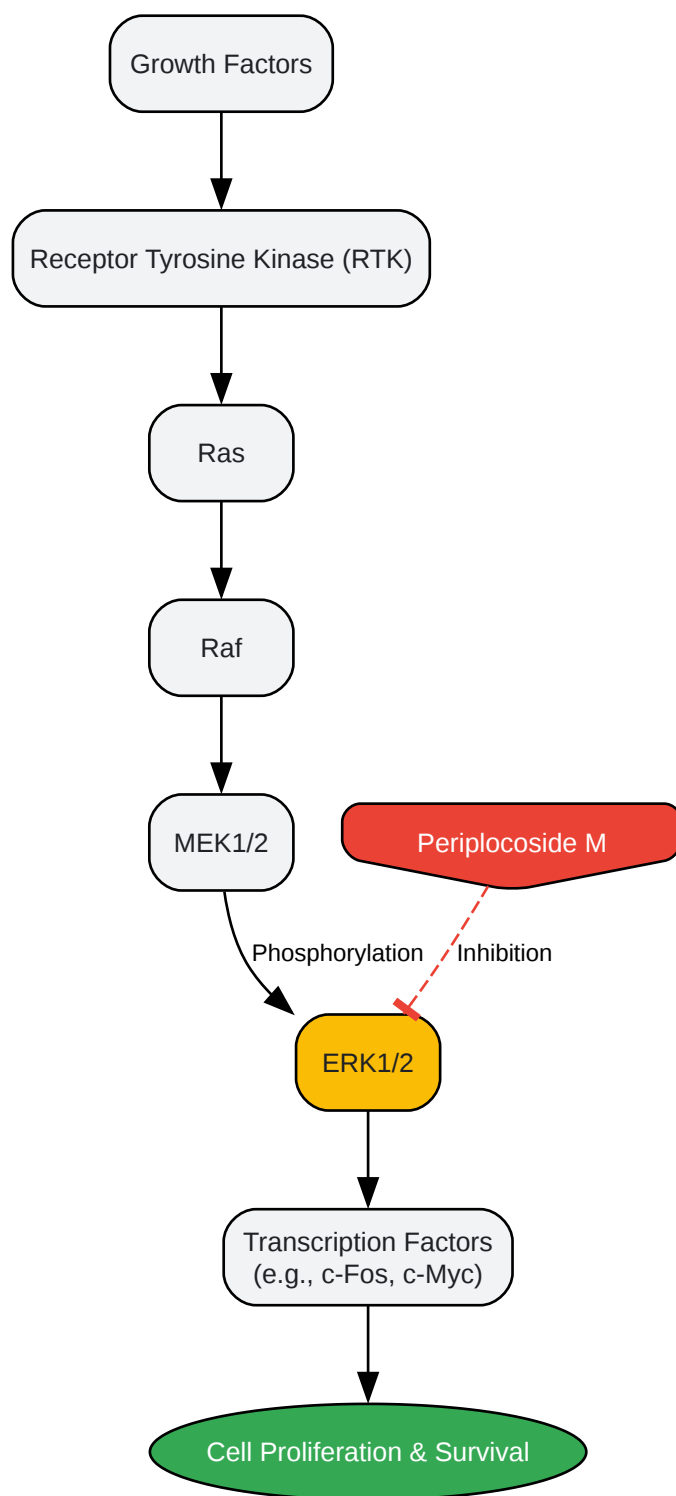 Growth Factors
Receptor Tyrosine Kinase (RTK)
Ras
Raf
MEK1/2
Periplocoside M
Phosphorylation
Inhibition
ERK1/2
Transcription Factors
(e.g., c-Fos, c-Myc)
Cell Proliferation & Survival